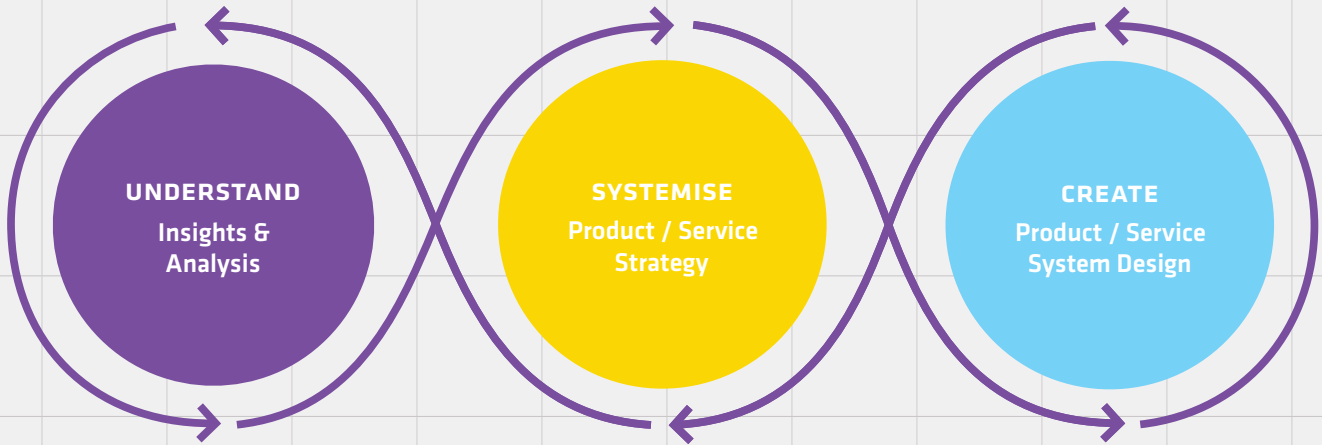 UNDERSTAND
Insights &
Analysis
SYSTEMISE
Product / Service
Strategy
CREATE
Product / Service
System Design